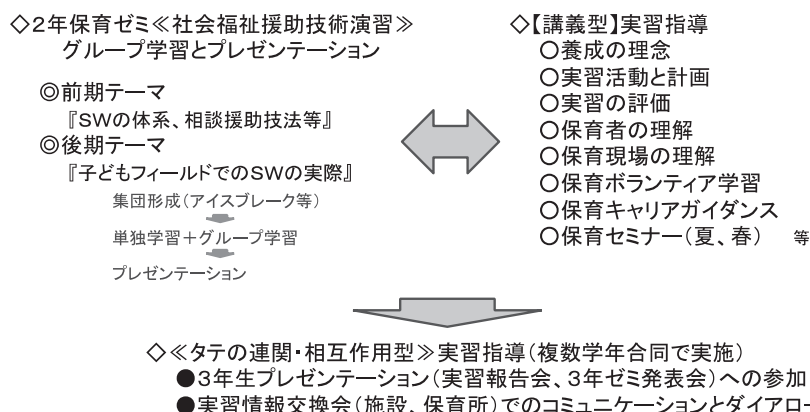 ◇2年保育ゼミ≪社会福祉援助技術演習≫
グループ学習とプレゼンテーション
◎前期テーマ
『SWの体系、相談援助技法等』
◎後期テーマ
『子どもフィールドでのSWの実際』
集団形成(アイスブレーク等)
単独学習+グループ学習
プレゼンテーション
◇【講義型】実習指導
○養成の理念
○実習活動と計画
○実習の評価
○保育者の理解
○保育現場の理解
○保育ボランティア学習
○保育キャリアガイダンス
○保育セミナー(夏、春) 等
◇≪タテの連関・相互作用型≫実習指導(複数学年合同で実施)
●3年生プレゼンテーション(実習報告会、3年ゼミ発表会)への参加
●実習情報交換会(施設、保育所)でのコミュニケーションとダイアロー